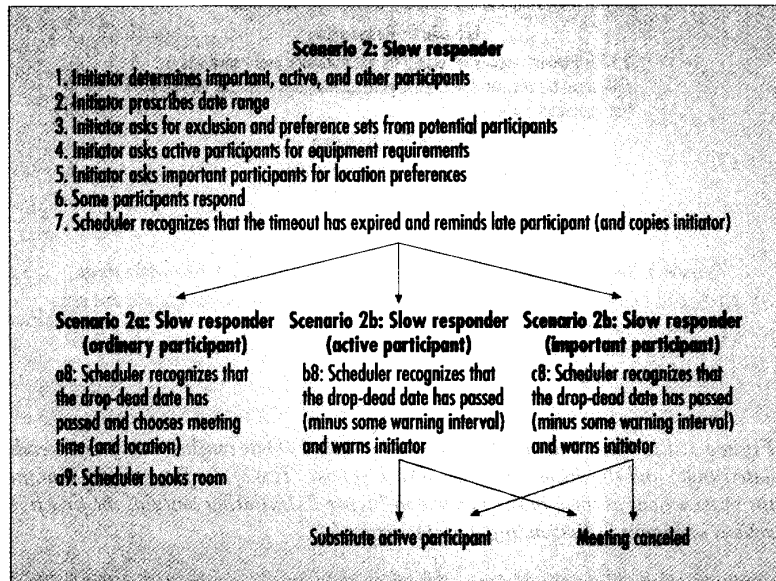 Scenario 2: Slow responder
1. Initiator determines important, active, and other participants
2. Initiator prescribes date range
3. Initiator asks for exclusion and preference sets from potential participants
4. Initiator asks active participants for equipment requirements
5. Initiator asks important participants for location preferences
6. Some participants respond
7. Scheduler recognizes that the timeout has expired and reminds late participant (and copies initiator)
Scenario 2a: Slow responder
(ordinary participant)
a8: Scheduler recognizes that
the drop-dead date has
passed and chooses meeting
time (and location)
a9: Scheduler books room
Scenario 2b: Slow responder
(active participant)
b8: Scheduler recognizes that
the drop-dead date has passed
(minus some warning interval)
and warns initiator
Scenario 2b: Slow responder
(important participant)
c8: Scheduler recognizes that
the drop-dead date has passed
(minus some warning interval)
and warns initiator
Substitute active participant
Meeting canceled